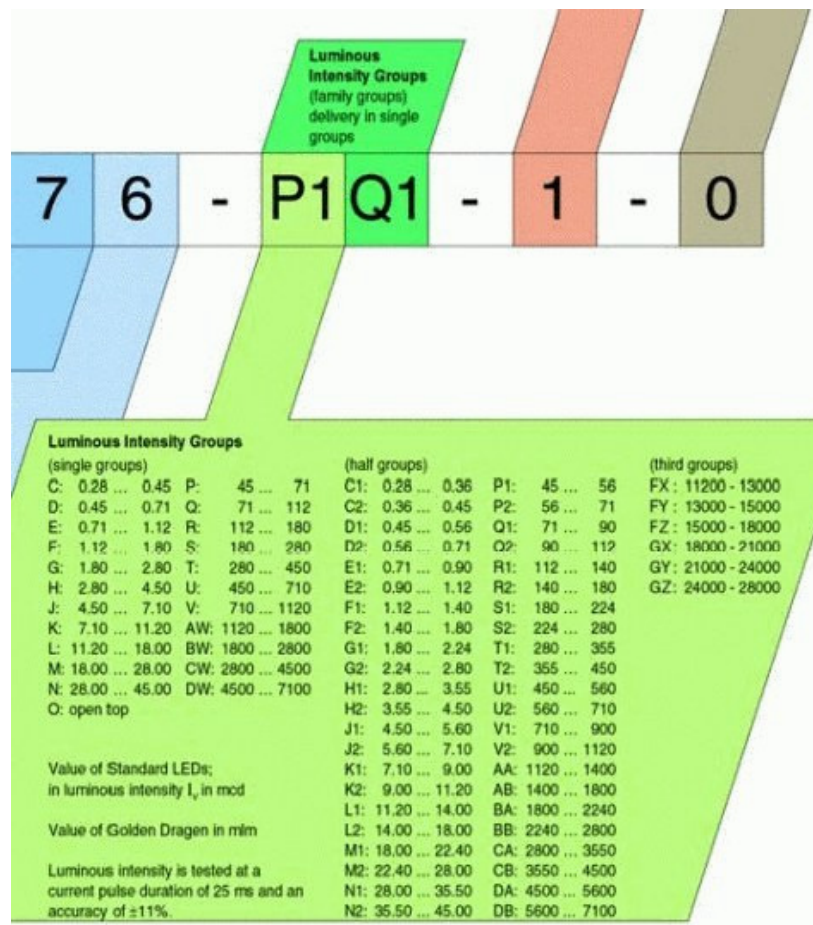 Luminous
Intensity Groups
(family groups)
delivery in single
groups
7 6 - P1 Q1 - 1 - 0
Luminous Intensity Groups
(single groups)
C: 0.28 ... 0.45 P: 45 ... 71
D: 0.45 ... 0.71 Q: 71 ... 112
E: 0.71 ... 1.12 R: 112 ... 180
F: 1.12 ... 1.80 S: 180 ... 280
G: 1.80 ... 2.80 T: 280 ... 450
H: 2.80 ... 4.50 U: 450 ... 710
J: 4.50 ... 7.10 V: 710 ... 1120
K: 7.10 ... 11.20 AW: 1120 ... 1800
L: 11.20 ... 18.00 BW: 1800 ... 2800
M: 18.00 ... 28.00 CW: 2800 ... 4500
N: 28.00 ... 45.00 DW: 4500 ... 7100
O: open top
Value of Standard LEDs;
in luminous intensity Iv in mcd
Value of Golden Dragen in mlm
Luminous intensity is tested at a
current pulse duration of 25 ms and an
accuracy of ±11%.
(half groups)
C1: 0.28 ... 0.36 P1: 45 ... 56
C2: 0.36 ... 0.45 P2: 56 ... 71
D1: 0.45 ... 0.56 Q1: 71 ... 90
D2: 0.56 ... 0.71 Q2: 90 ... 112
E1: 0.71 ... 0.90 R1: 112 ... 140
E2: 0.90 ... 1.12 R2: 140 ... 180
F1: 1.12 ... 1.40 S1: 180 ... 224
F2: 1.40 ... 1.80 S2: 224 ... 280
G1: 1.80 ... 2.24 T1: 280 ... 355
G2: 2.24 ... 2.80 T2: 355 ... 450
H1: 2.80 ... 3.55 U1: 450 ... 560
H2: 3.55 ... 4.50 U2: 560 ... 710
J1: 4.50 ... 5.60 V1: 710 ... 900
J2: 5.60 ... 7.10 V2: 900 ... 1120
K1: 7.10 ... 9.00 AA: 1120 ... 1400
K2: 9.00 ... 11.20 AB: 1400 ... 1800
L1: 11.20 ... 14.00 BA: 1800 ... 2240
L2: 14.00 ... 18.00 BB: 2240 ... 2800
M1: 18.00 ... 22.40 CA: 2800 ... 3550
M2: 22.40 ... 28.00 CB: 3550 ... 4500
N1: 28.00 ... 35.50 DA: 4500 ... 5600
N2: 35.50 ... 45.00 DB: 5600 ... 7100
(third groups)
FX : 11200 - 13000
FY : 13000 - 15000
FZ : 15000 - 18000
GX: 18000 - 21000
GY: 21000 - 24000
GZ: 24000 - 28000